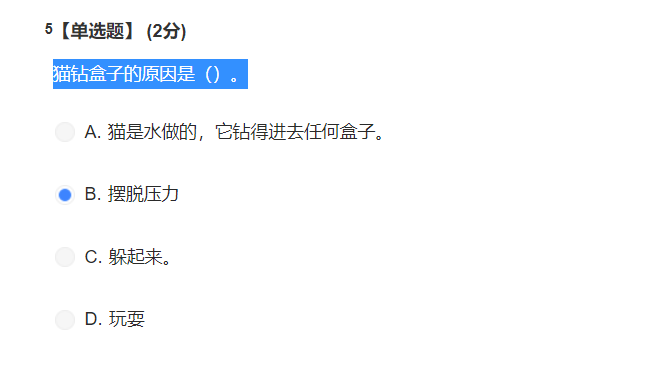 5【单选题】 (2分)
猫钻盒子的原因是（）。
A. 猫是水做的，它钻得进去任何盒子。
B. 摆脱压力
C. 躲起来。
D. 玩耍